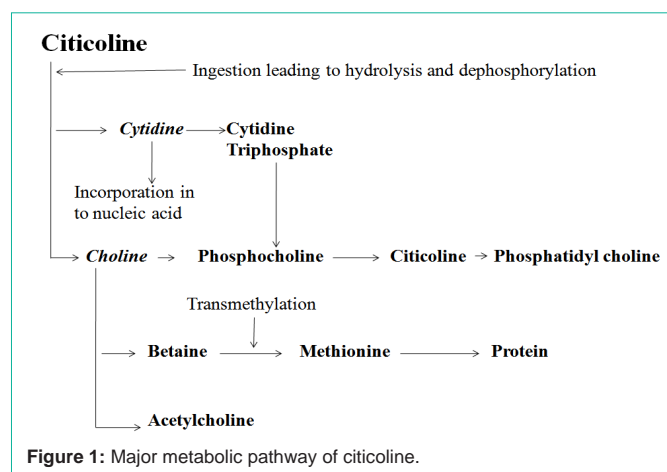 Citicoline
Ingestion leading to hydrolysis and dephosphorylation
Cytidine
Cytidine
Triphosphate
Incorporation in
to nucleic acid
Choline
Phosphocholine
Citicoline
Phosphatidyl choline
Transmethylation
Betaine
Methionine
Protein
Acetylcholine
Figure 1: Major metabolic pathway of citicoline.